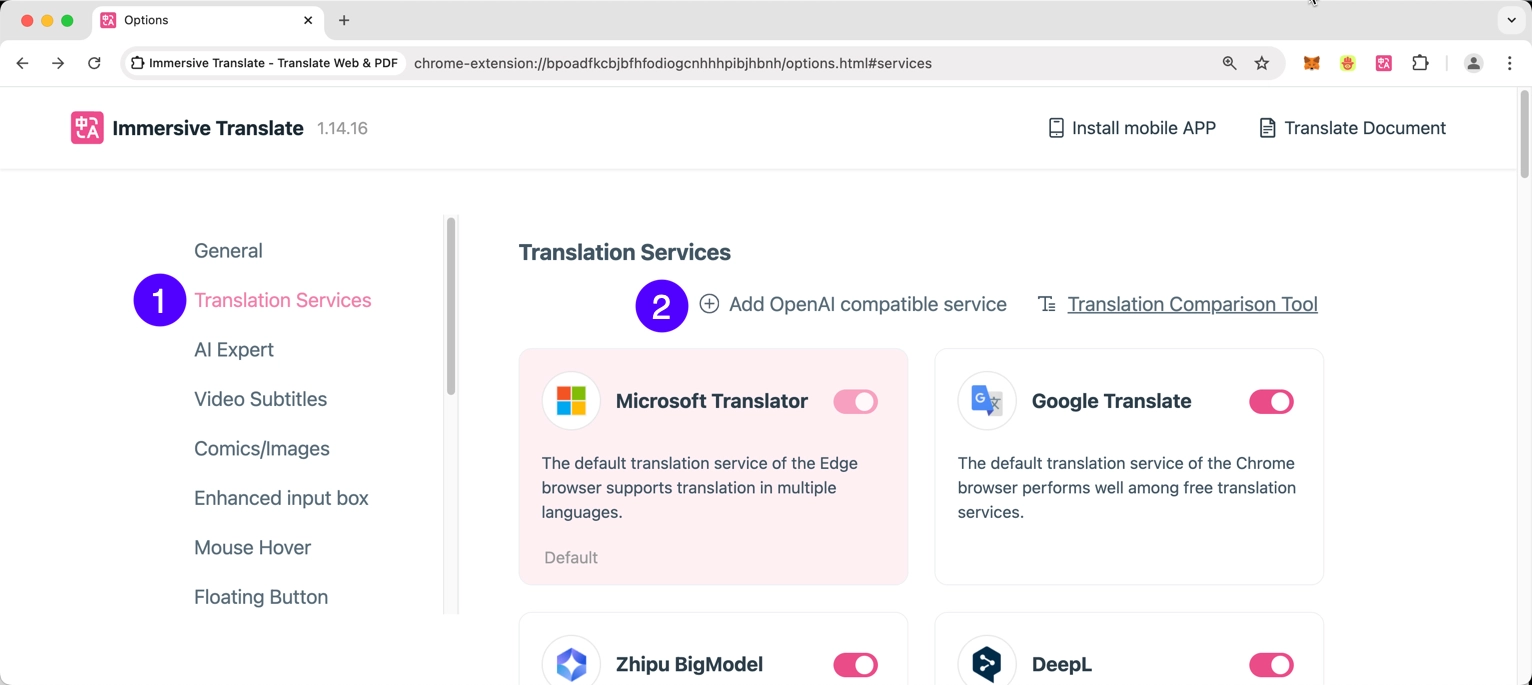 Options
Immersive Translate - Translate Web & PDF
chrome-extension://bpoadfkcbjbfhfodiogcnhhhpibjhbnh/options.html#services
中A Immersive Translate 1.14.16
Install mobile APP
Translate Document
General
1 Translation Services
AI Expert
Video Subtitles
Comics/Images
Enhanced input box
Mouse Hover
Floating Button
Translation Services
2 Add OpenAI compatible service
Translation Comparison Tool
Microsoft Translator
The default translation service of the Edge
browser supports translation in multiple
languages.
Default
G 文
Google Translate
The default translation service of the Chrome
browser performs well among free translation
services.
Zhipu BigModel
DeepL